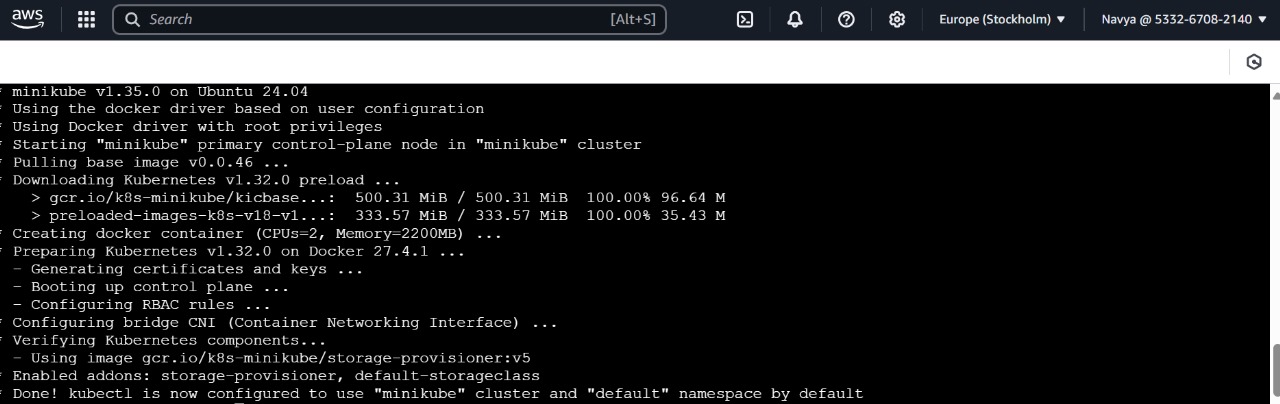 aws
Search [Alt+S] Europe (Stockholm) Navya @ 5332-6708-2140
* minikube v1.35.0 on Ubuntu 24.04
* Using the docker driver based on user configuration
* Using Docker driver with root privileges
* Starting "minikube" primary control-plane node in "minikube" cluster
* Pulling base image v0.0.46 ...
* Downloading Kubernetes v1.32.0 preload ...
> gcr.io/k8s-minikube/kicbase...: 500.31 MiB / 500.31 MiB 100.00% 96.64 M
> preloaded-images-k8s-v18-v1...: 333.57 MiB / 333.57 MiB 100.00% 35.43 M
* Creating docker container (CPUs=2, Memory=2200MB) ...
* Preparing Kubernetes v1.32.0 on Docker 27.4.1 ...
- Generating certificates and keys ...
- Booting up control plane ...
- Configuring RBAC rules ...
* Configuring bridge CNI (Container Networking Interface) ...
* Verifying Kubernetes components...
- Using image gcr.io/k8s-minikube/storage-provisioner:v5
* Enabled addons: storage-provisioner, default-storageclass
* Done! kubectl is now configured to use "minikube" cluster and "default" namespace by default